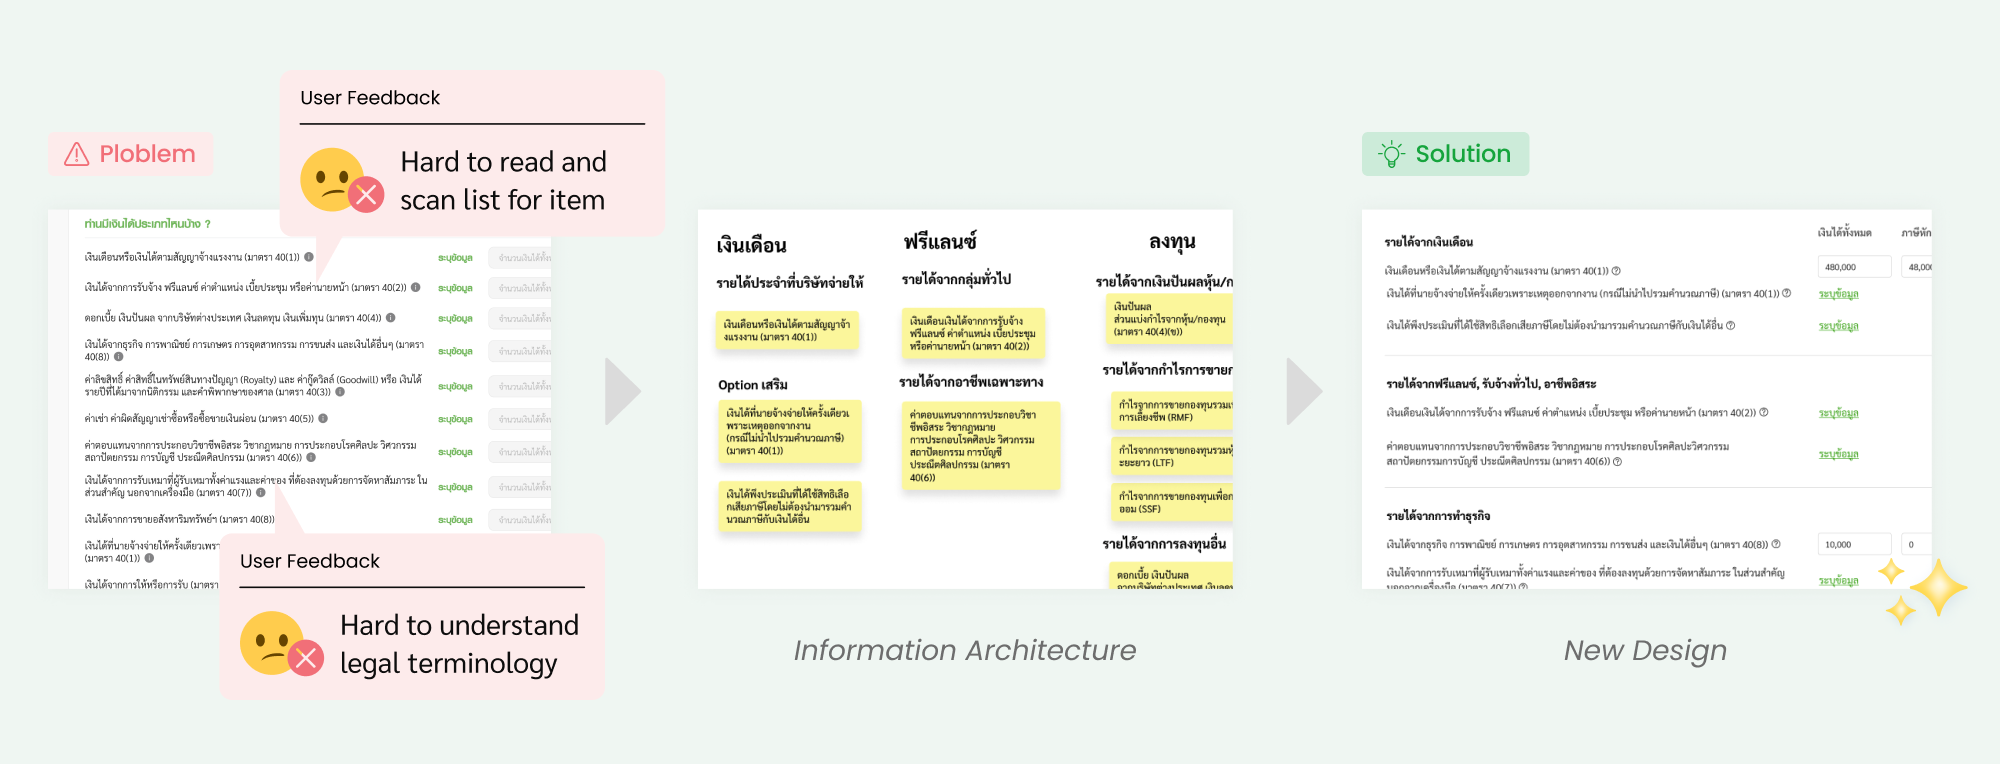 Ploblem
User Feedback
Hard to read and
scan list for item
ท่านมีเงินได้ประเภทไหนบ้าง ?
เงินเดือนหรือเงินได้ตามสัญญาจ้างแรงงาน (มาตรา 40(1))
ระบุข้อมูล
เงินได้จากการรับจ้าง ฟรีแลนซ์ ค่าตำแหน่ง เบี้ยประชุม หรือค่านายหน้า (มาตรา 40(2))
ระบุข้อมูล
ดอกเบี้ย เงินปันผล จากบริษัทต่างประเทศ เงินลดทุน เงินเพิ่มทุน (มาตรา 40(4))
ระบุข้อมูล
เงินได้จากธุรกิจ การพาณิชย์ การเกษตร การอุตสาหกรรม การขนส่ง และเงินได้อื่นๆ (มาตรา
40(8))
ระบุข้อมูล
ค่าลิขสิทธิ์ ค่าสิทธิ์ในทรัพย์สินทางปัญญา (Royalty) และ ค่ากู๊ดวิลล์ (Goodwill) หรือ เงินได้
รายปีที่ได้มาจากนิติกรรม และคำพิพากษาของศาล (มาตรา 40(3))
ระบุข้อมูล
ค่าเช่า ค่าผิดสัญญาเช่าซื้อหรือซื้อขายเงินผ่อน (มาตรา 40(5))
ระบุข้อมูล
ค่าตอบแทนจากการประกอบวิชาชีพอิสระ วิชากฎหมาย การประกอบโรคศิลปะ วิศวกรรม
สถาปัตยกรรม การบัญชี ประณีตศิลปกรรม (มาตรา 40(6))
ระบุข้อมูล
เงินได้จากการรับเหมาที่ผู้รับเหมาทั้งค่าแรงและค่าของ ที่ต้องลงทุนด้วยการจัดหาสัมภาระ ใน
ส่วนสำคัญ นอกจากเครื่องมือ (มาตรา 40(7))
ระบุข้อมูล
เงินได้จากการขายอสังหาริมทรัพย์ฯ (มาตรา 40(8))
ระบุข้อมูล
เงินได้ที่นายจ้างจ่ายให้ครั้งเดียวเพรา
(มาตรา 40(1))
เงินได้จากการให้หรือการรับ (มาตรา
User Feedback
Hard to understand
legal terminology
เงินเดือน
รายได้ประจำที่บริษัทจ่ายให้
เงินเดือนหรือเงินได้ตามสัญญาจ้า
งแรงงาน (มาตรา 40(1))
Option เสริม
เงินได้ที่นายจ้างจ่ายให้ครั้งเดียวเ
พราะเหตุออกจากงาน
(กรณีไม่นำไปรวมคำนวณภาษี)
(มาตรา 40(1))
เงินได้พึงประเมินที่ได้ใช้สิทธิเลือ
กเสียภาษีโดยไม่ต้องนำมารวมคำ
นวณภาษีกับเงินได้อื่น
ฟรีแลนซ์
รายได้จากกลุ่มทั่วไป
เงินเดือนเงินได้จากการรับจ้าง
ฟรีแลนซ์ ค่าตำแหน่ง เบี้ยประชุม
หรือค่านายหน้า (มาตรา 40(2))
รายได้จากอาชีพเฉพาะทาง
ค่าตอบแทนจากการประกอบวิชา
ชีพอิสระ วิชากฎหมาย
การประกอบโรคศิลปะ วิศวกรรม
สถาปัตยกรรม การบัญชี
ประณีตศิลปกรรม (มาตรา
40(6))
ลงทุน
รายได้จากเงินปันผลหุ้น/ก
เงินปันผล
ส่วนแบ่งกำไรจากหุ้น/กองทุน
(มาตรา 40(4)(ข))
รายได้จากกำไรการขายก
กำไรจากการขายกองทุนรวมเ
การเลี้ยงชีพ (RMF)
กำไรจากการขายกองทุนรวมหุ้
ยะยาว (LTF)
กำไรจากการขายกองทุนเพื่อก
ออม (SSF)
รายได้จากการลงทุนอื่น
ดอกเบี้ย เงินปันผล
จากบริษัทต่างประเทศ เงินลดท
Information Architecture
Solution
เงินได้ทั้งหมด
ภาษีหัก
รายได้จากเงินเดือน
เงินเดือนหรือเงินได้ตามสัญญาจ้างแรงงาน (มาตรา 40(1))
480,000
48,00
เงินได้ที่นายจ้างจ่ายให้ครั้งเดียวเพราะเหตุออกจากงาน (กรณีไม่นำไปรวมคำนวณภาษี) (มาตรา 40(1))
ระบุข้อมูล
เงินได้พึงประเมินที่ได้ใช้สิทธิเลือกเสียภาษีโดยไม่ต้องนำมารวมคำนวณภาษีกับเงินได้อื่น
ระบุข้อมูล
รายได้จากฟรีแลนซ์, รับจ้างทั่วไป, อาชีพอิสระ
เงินเดือนเงินได้จากการรับจ้าง ฟรีแลนซ์ ค่าตำแหน่ง เบี้ยประชุม หรือค่านายหน้า (มาตรา 40(2))
ระบุข้อมูล
ค่าตอบแทนจากการประกอบวิชาชีพอิสระ วิชากฎหมาย การประกอบโรคศิลปะวิศวกรรม
สถาปัตยกรรมการบัญชี ประณีตศิลปกรรม (มาตรา 40(6))
ระบุข้อมูล
รายได้จากการทำธุรกิจ
เงินได้จากธุรกิจ การพาณิชย์ การเกษตร การอุตสาหกรรม การขนส่ง และเงินได้อื่นๆ (มาตรา 40(8))
10,000
0
เงินได้จากการรับเหมาที่ผู้รับเหมาทั้งค่าแรงและค่าของ ที่ต้องลงทุนด้วยการจัดหาสัมภาระ ในส่วนสำคัญ
นอกจากเครื่องมือ (มาตรา 40(7))
ระบุข้อมูล
New Design